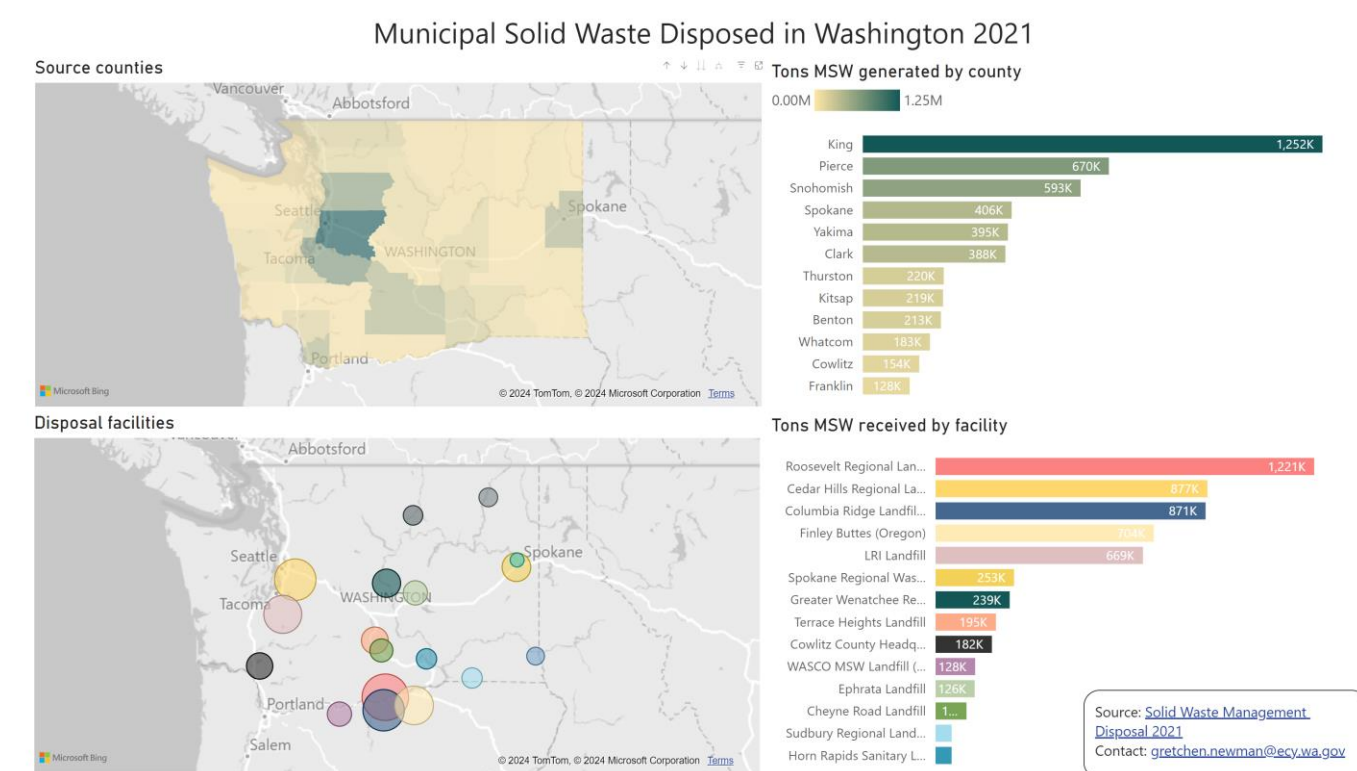 Municipal Solid Waste Disposed in Washington 2021
Source counties
Vancouver
Abbotsford
Seattle
Spokane
Tacoma
WASHINGTON
Portland
Microsoft Bing
© 2024 TomTom, © 2024 Microsoft Corporation Terms
Tons MSW generated by county
0.00M 1.25M
King 1,252K
Pierce 670K
Snohomish 593K
Spokane 406K
Yakima 395K
Clark 388K
Thurston 220K
Kitsap 219K
Benton 213K
Whatcom 183K
Cowlitz 154K
Franklin 128K
Disposal facilities
Vancouver
Abbotsford
Seattle
Spokane
Tacoma
WASHINGTON
Portland
Salem
Microsoft Bing
© 2024 TomTom, © 2024 Microsoft Corporation Terms
Tons MSW received by facility
Roosevelt Regional Lan... 1,221K
Cedar Hills Regional La... 877K
Columbia Ridge Landfil... 871K
Finley Buttes (Oregon) 704K
LRI Landfill 669K
Spokane Regional Was... 253K
Greater Wenatchee Re... 239K
Terrace Heights Landfill 195K
Cowlitz County Headq... 182K
WASCO MSW Landfill (... 128K
Ephrata Landfill 126K
Cheyne Road Landfill 1...
Sudbury Regional Land...
Horn Rapids Sanitary L...
Source: Solid Waste Management
Disposal 2021
Contact: gretchen.newman@ecy.wa.gov